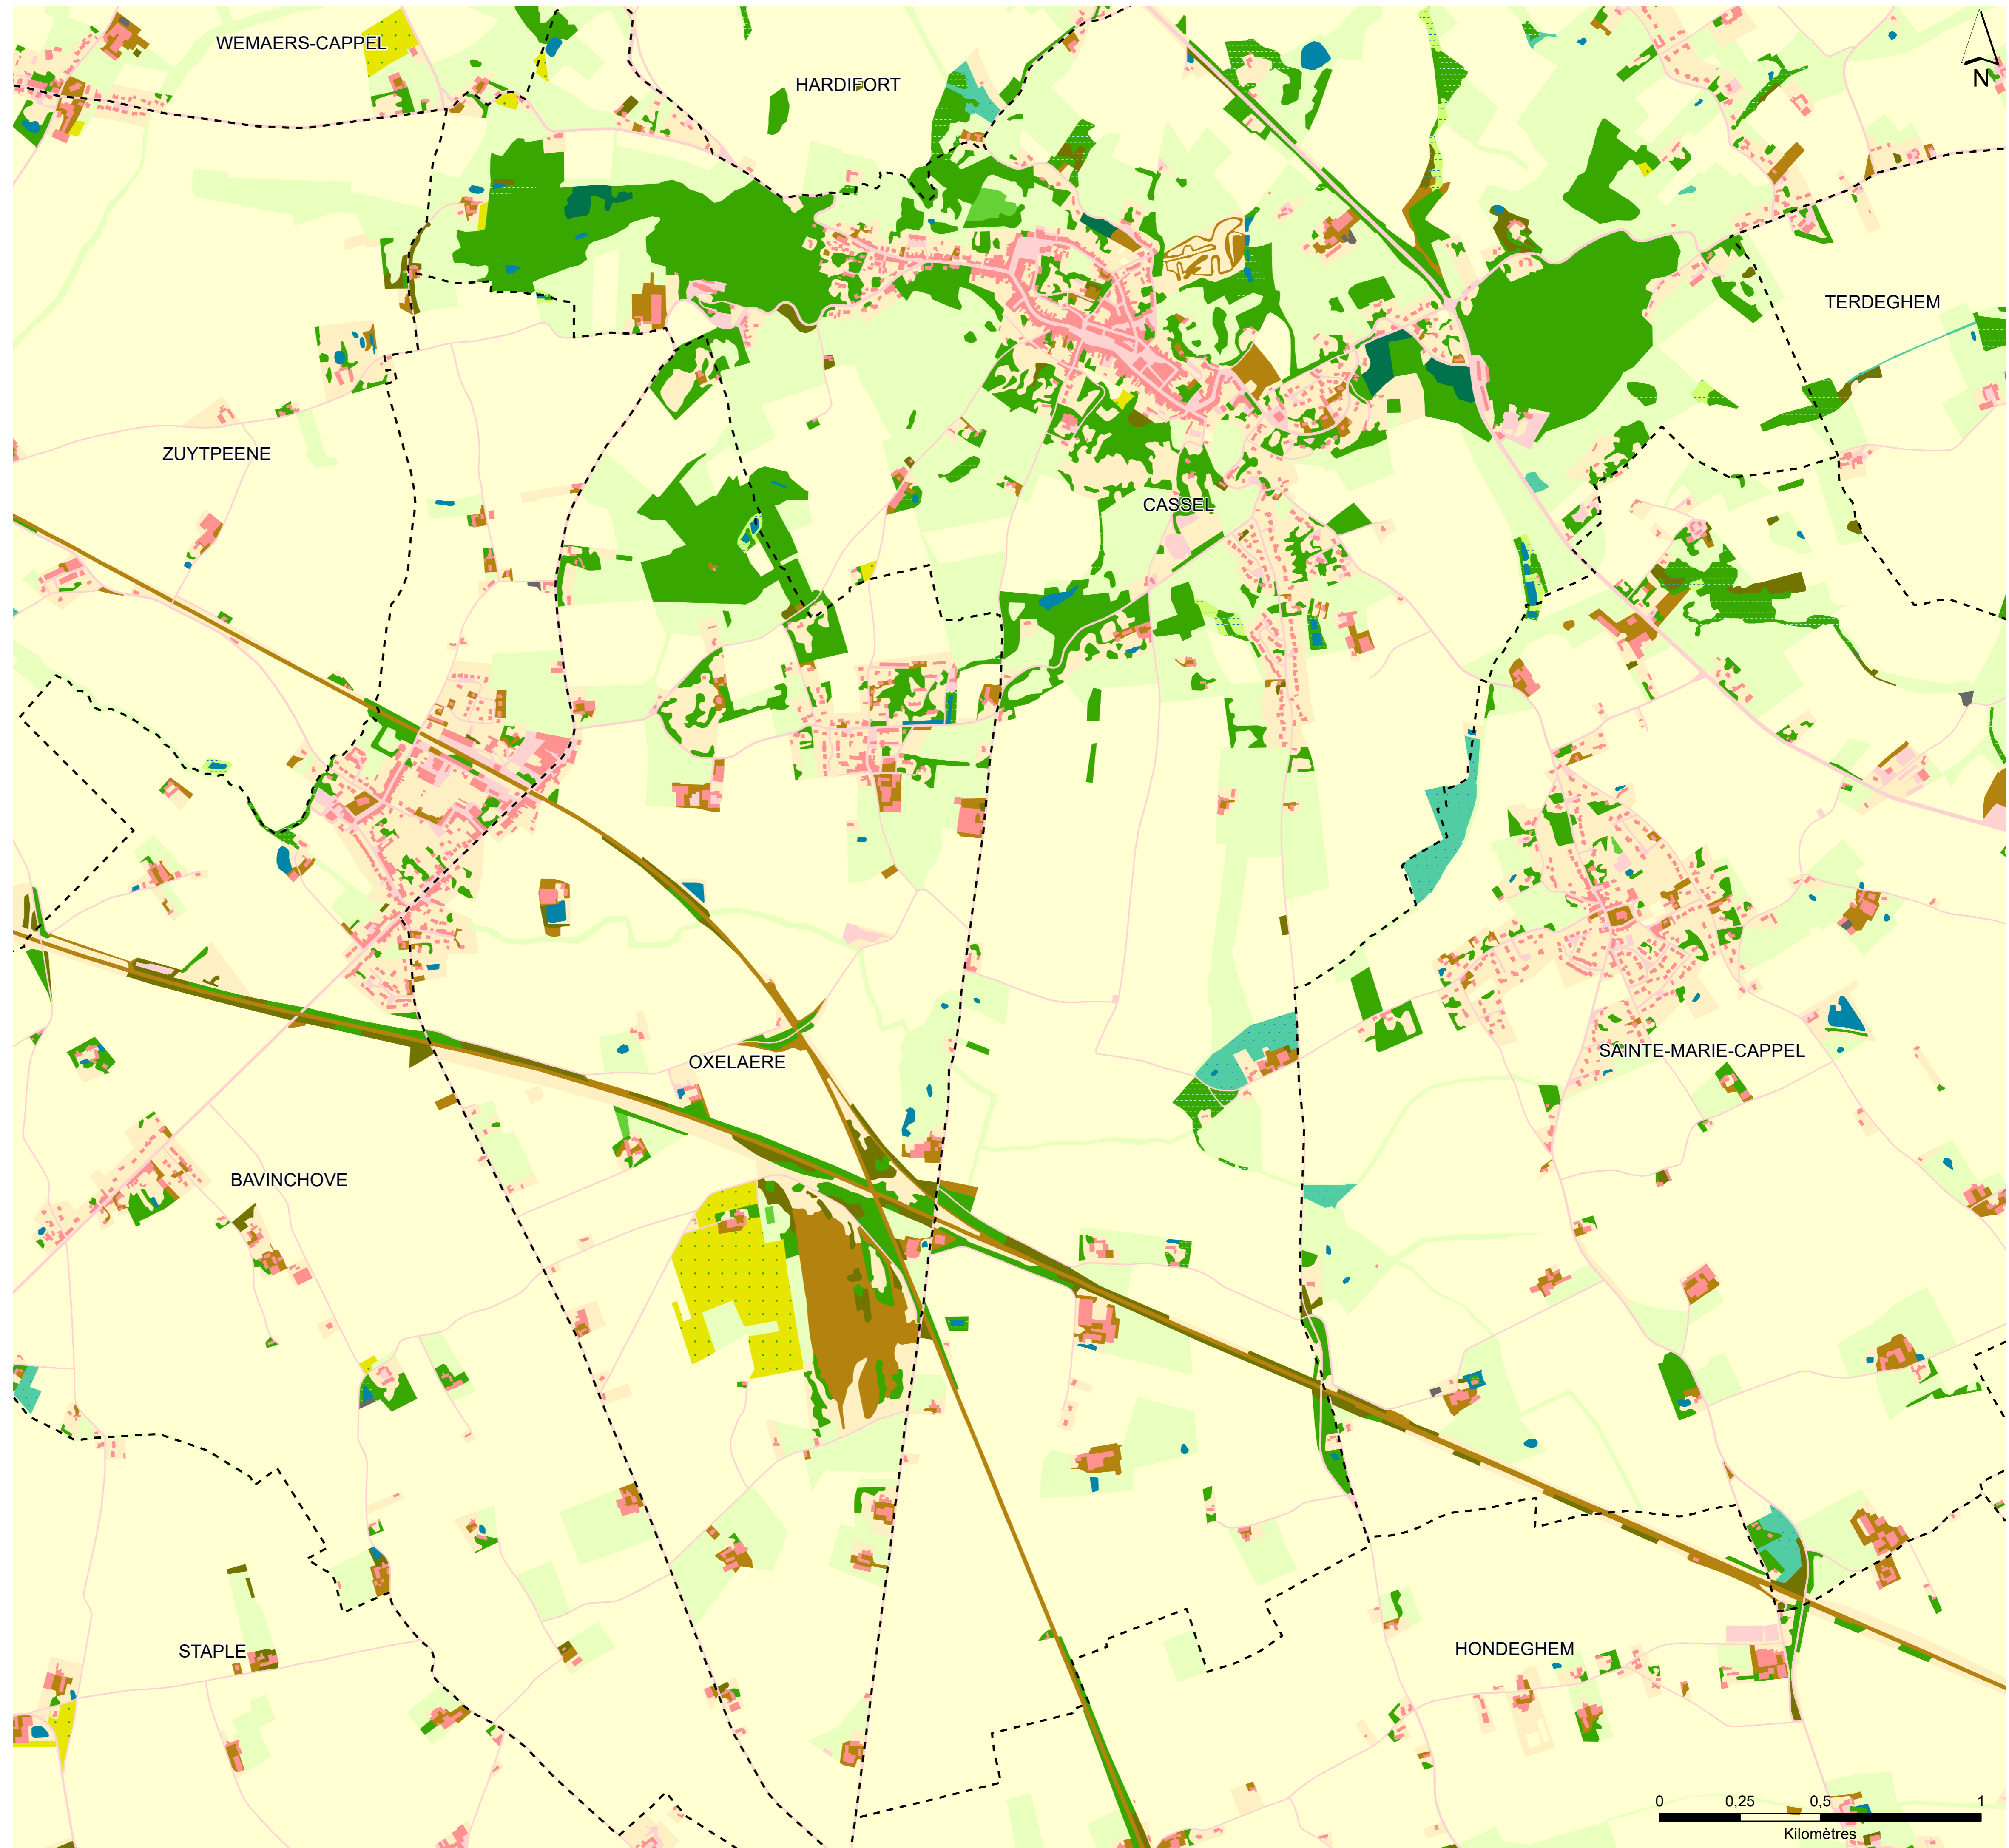 WEMAERS-CAPPEL
HARDIFORT
N
TERDEGHEM
ZUYTPEENE
CASSEL
OXELAERE
SAINTE-MARIE-CAPPEL
BAVINCHOVE
STAPLE
HONDEGHEM
0 0,25 0,5 1
Kilomètres